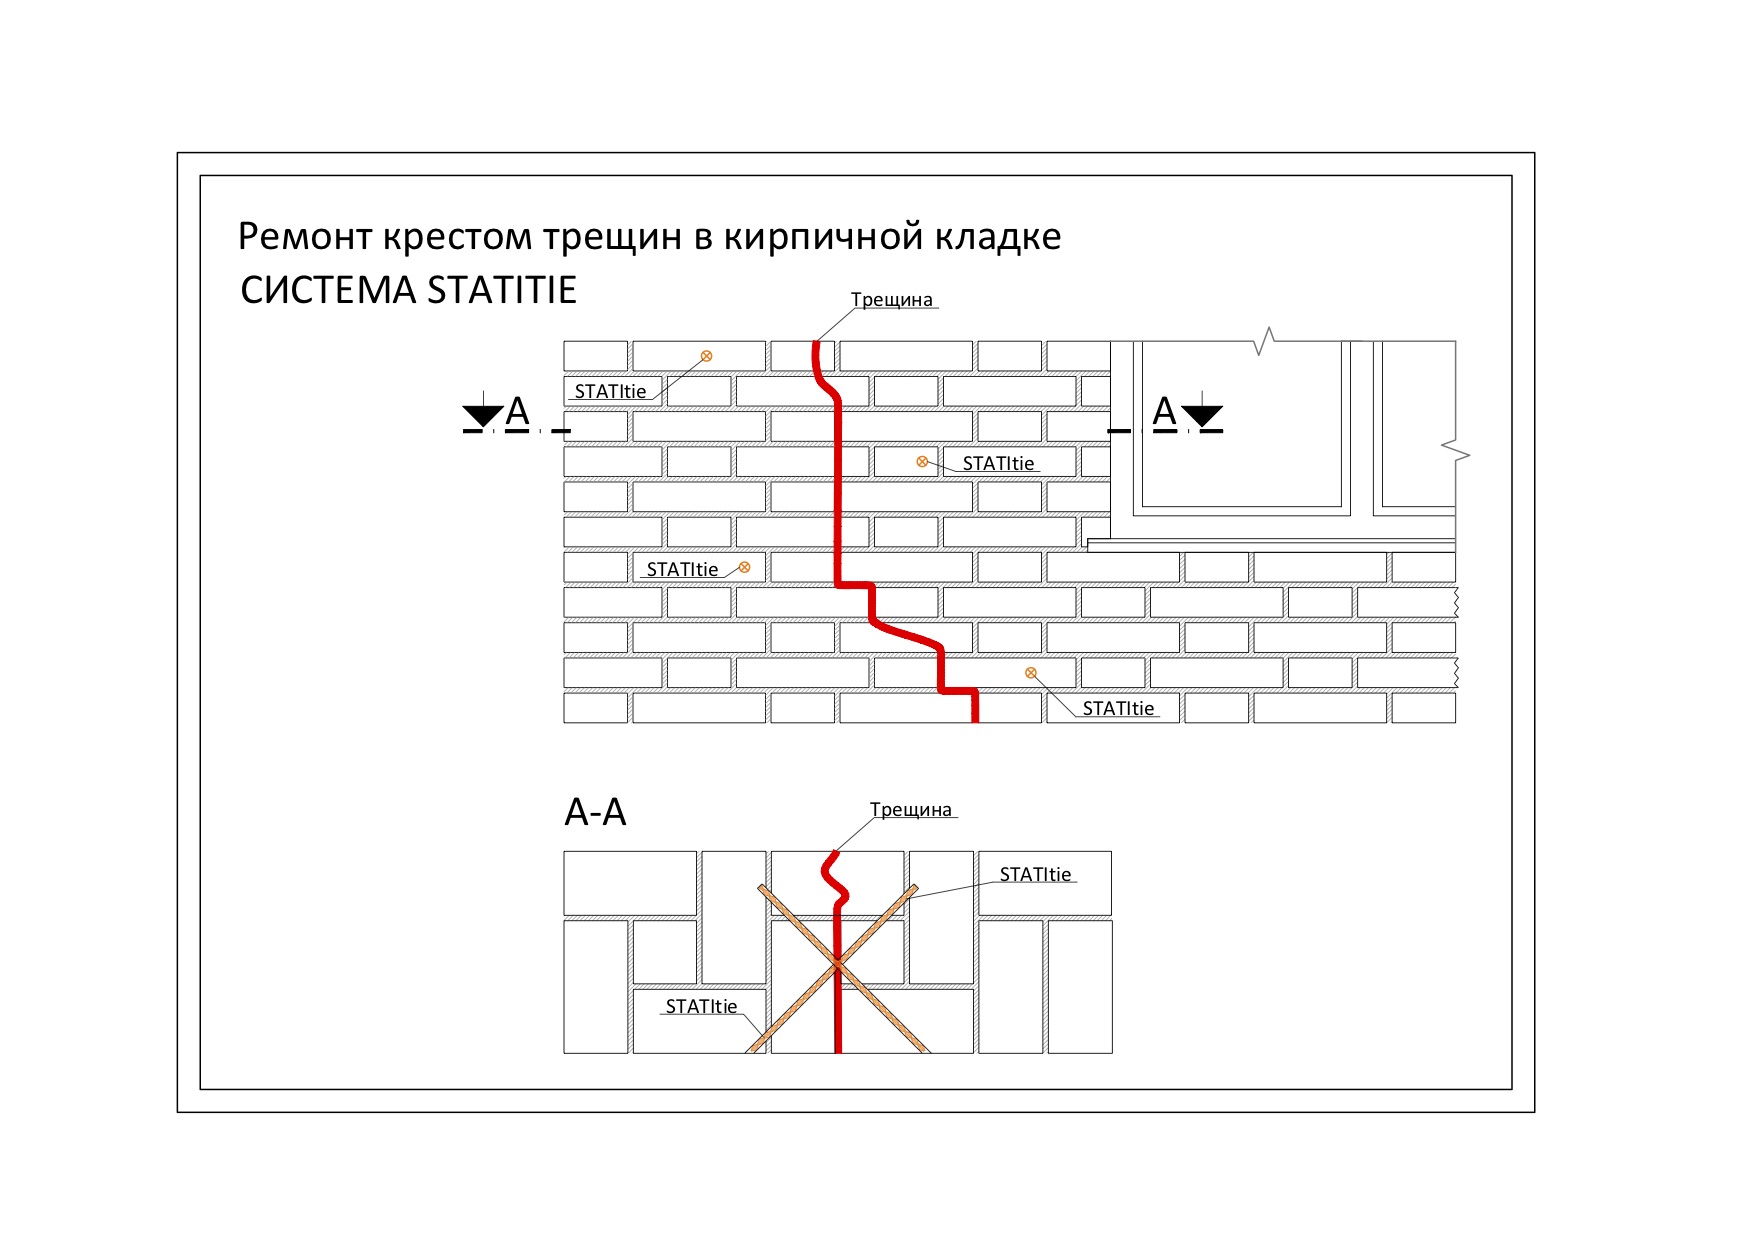 Ремонт крестом трещин в кирпичной кладке
СИСТЕМА STATITIE
Трещина
STATItie
A
A
STATItie
STATItie
STATItie
A-A
Трещина
STATItie
STATItie